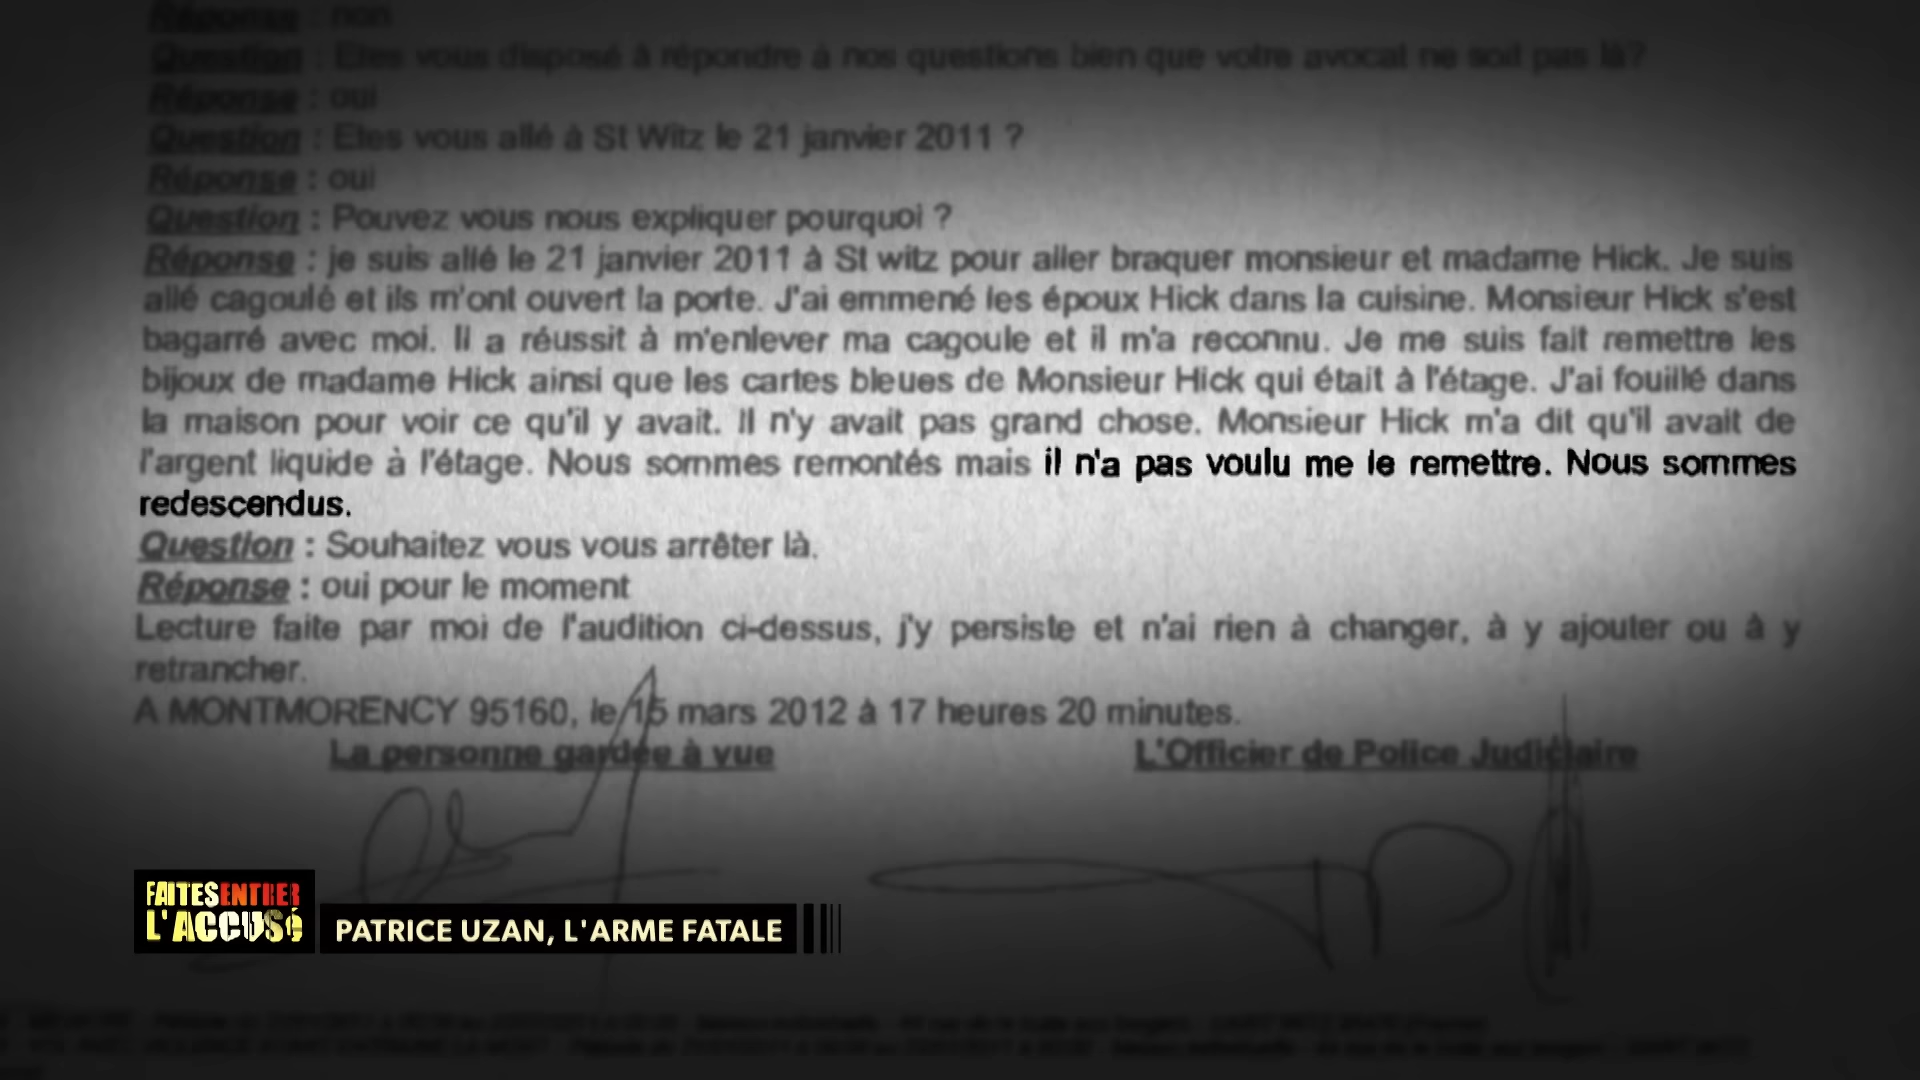 Réponse : non
Question : Etes vous disposé à répondre à nos questions bien que votre avocat ne soit pas là?
Réponse : oui
Question : Etes vous allé à St Witz le 21 janvier 2011 ?
Réponse : oui
Question : Pouvez vous nous expliquer pourquoi ?
Réponse : je suis allé le 21 janvier 2011 à St witz pour aller braquer monsieur et madame Hick. Je suis
allé cagoulé et ils m'ont ouvert la porte. J'ai emmené les époux Hick dans la cuisine. Monsieur Hick s'est
bagarré avec moi. Il a réussit à m'enlever ma cagoule et il m'a reconnu. Je me suis fait remettre les
bijoux de madame Hick ainsi que les cartes bleues de Monsieur Hick qui était à l'étage. J'ai fouillé dans
la maison pour voir ce qu'il y avait. Il n'y avait pas grand chose. Monsieur Hick m'a dit qu'il avait de
l'argent liquide à l'étage. Nous sommes remontés mais il n'a pas voulu me le remettre. Nous sommes
redescendus.
Question : Souhaitez vous vous arrêter là.
Réponse : oui pour le moment
Lecture faite par moi de l'audition ci-dessus, j'y persiste et n'ai rien à changer, à y ajouter ou à y
retrancher.
A MONTMORENCY 95160, le 15 mars 2012 à 17 heures 20 minutes.
La personne gardée à vue L'Officier de Police Judiciaire
FAITES ENTRER
L'ACCUSÉ
PATRICE UZAN, L'ARME FATALE